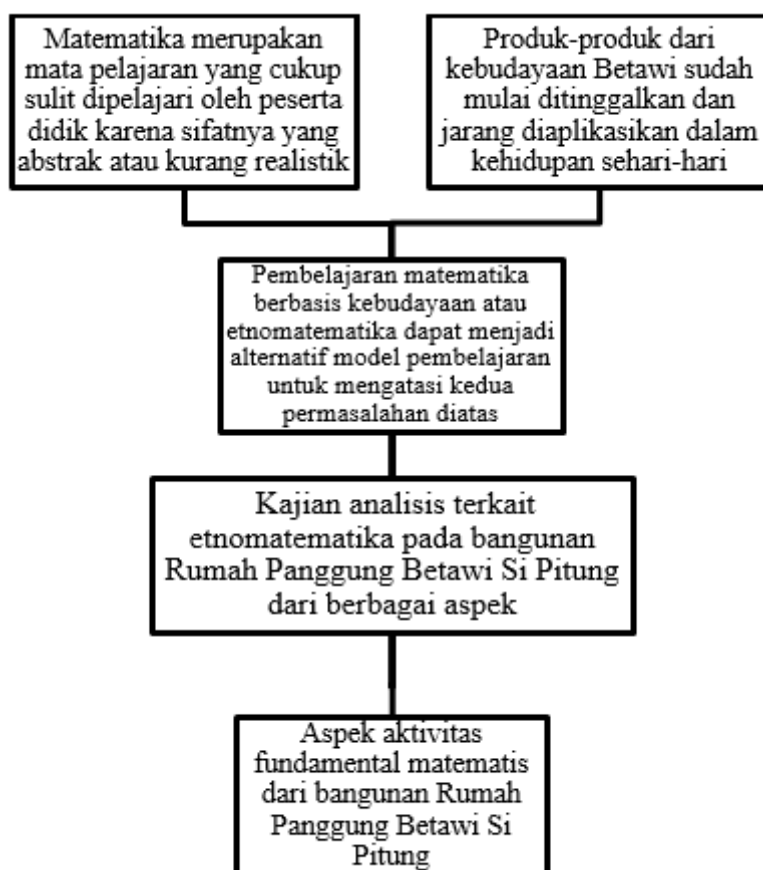 Matematika merupakan
mata pelajaran yang cukup
sulit dipelajari oleh peserta
didik karena sifatnya yang
abstrak atau kurang realistik
Produk-produk dari
kebudayaan Betawi sudah
mulai ditinggalkan dan
jarang diaplikasikan dalam
kehidupan sehari-hari
Pembelajaran matematika
berbasis kebudayaan atau
etnomatematika dapat menjadi
alternatif model pembelajaran
untuk mengatasi kedua
permasalahan diatas
Kajian analisis terkait
etnomatematika pada bangunan
Rumah Panggung Betawi Si Pitung
dari berbagai aspek
Aspek aktivitas
fundamental matematis
dari bangunan Rumah
Panggung Betawi Si
Pitung